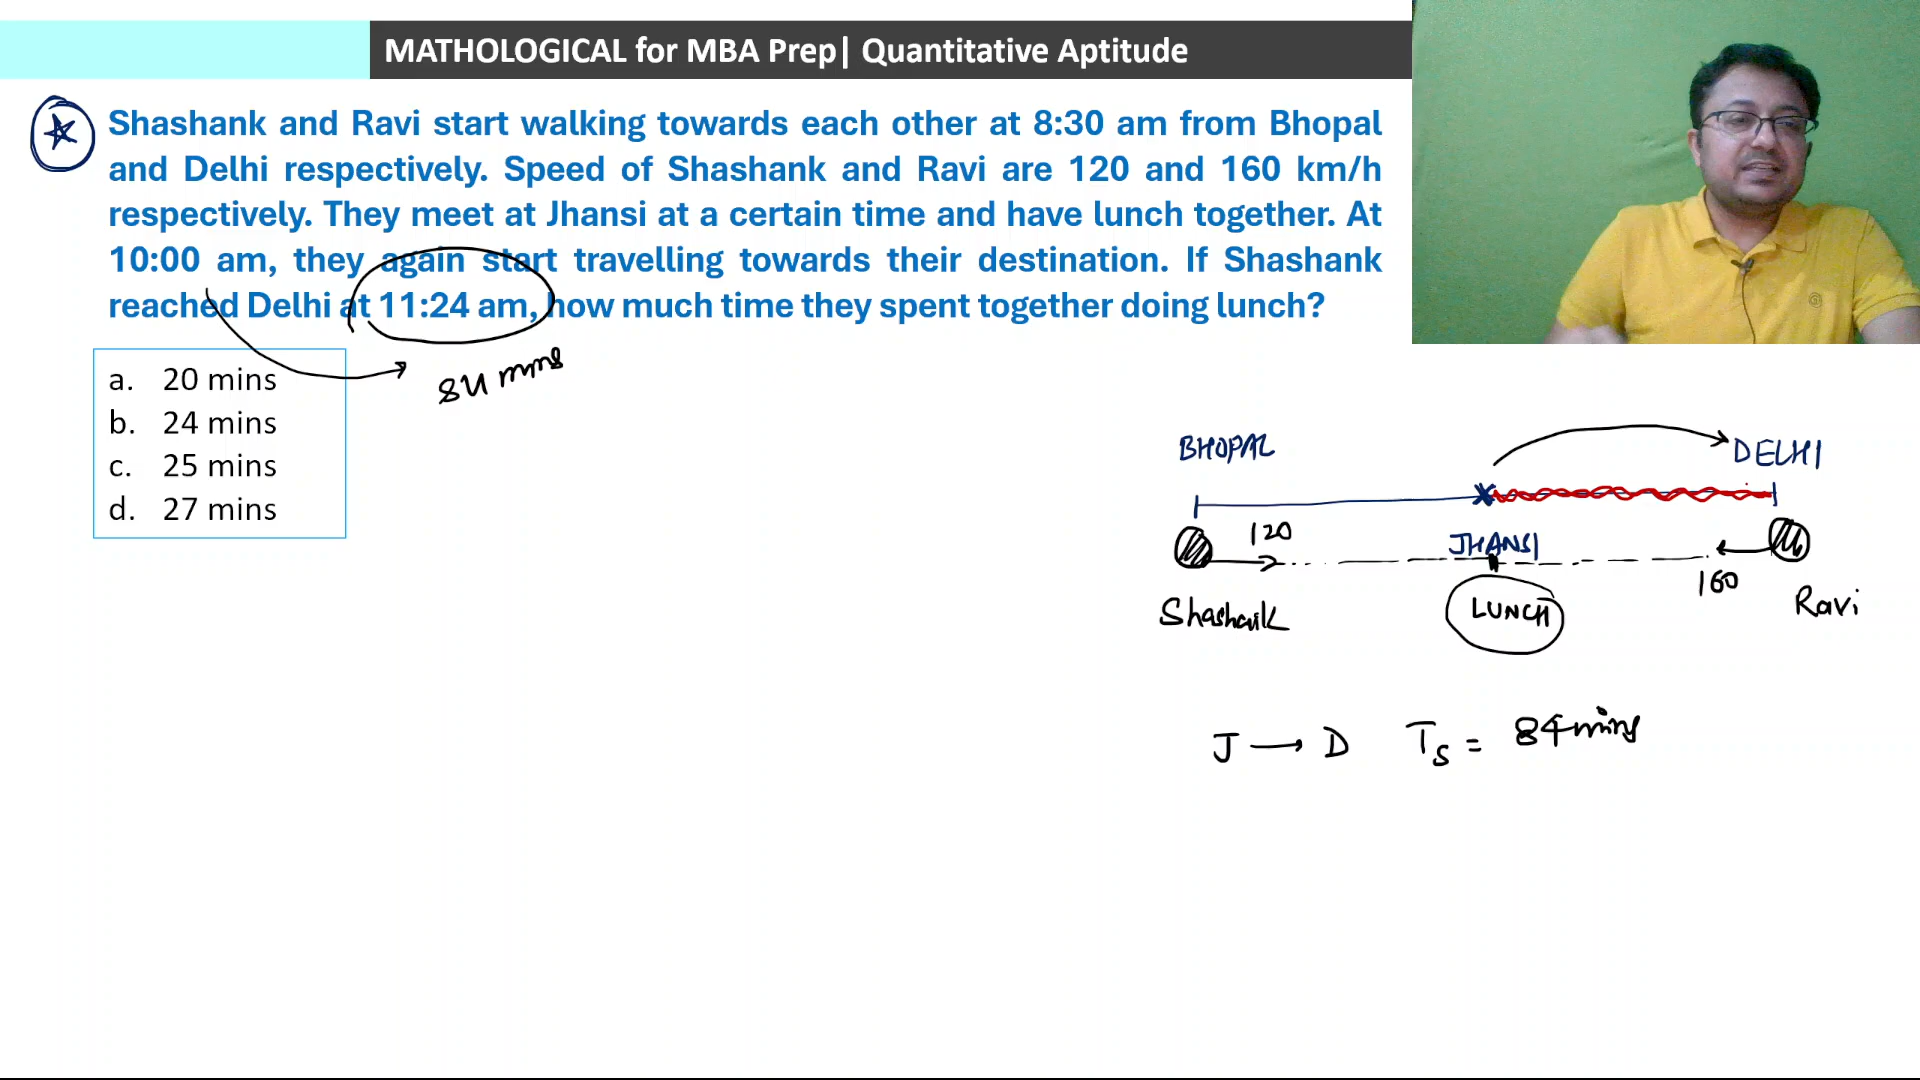 MATHOLOGICAL for MBA Prep| Quantitative Aptitude
Shashank and Ravi start walking towards each other at 8:30 am from Bhopal
and Delhi respectively. Speed of Shashank and Ravi are 120 and 160 km/h
respectively. They meet at Jhansi at a certain time and have lunch together. At
10:00 am, they again start travelling towards their destination. If Shashank
reached Delhi at 11:24 am, how much time they spent together doing lunch?
84 mins
a. 20 mins
b. 24 mins
c. 25 mins
d. 27 mins
BHOPAL
DELHI
120
JHANSI
160
Shashank
LUNCH
Ravi
J → D Ts = 84 mins